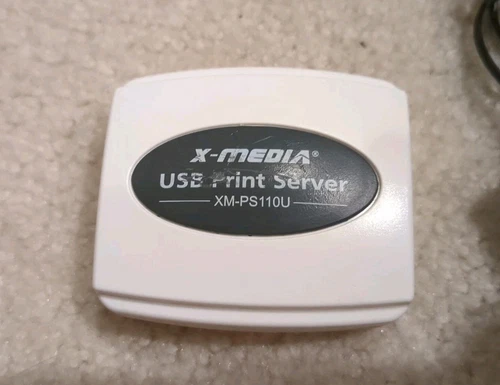 X-MEDIA®
USB Print Server
XM-PS110U